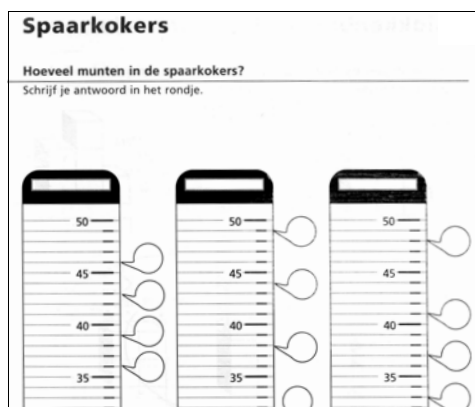 Spaarkokers
Hoeveel munten in de spaarkokers?
Schrijf je antwoord in het rondje.
50 50 50
45 45 45
40 40 40
35 35 35